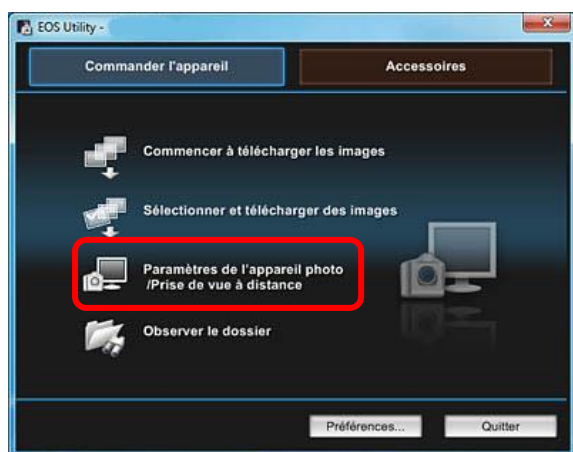 EOS Utility -
Commander l'appareil
Accessoires
Commencer à télécharger les images
Sélectionner et télécharger des images
Paramètres de l'appareil photo
/Prise de vue à distance
Observer le dossier
Préférences...
Quitter